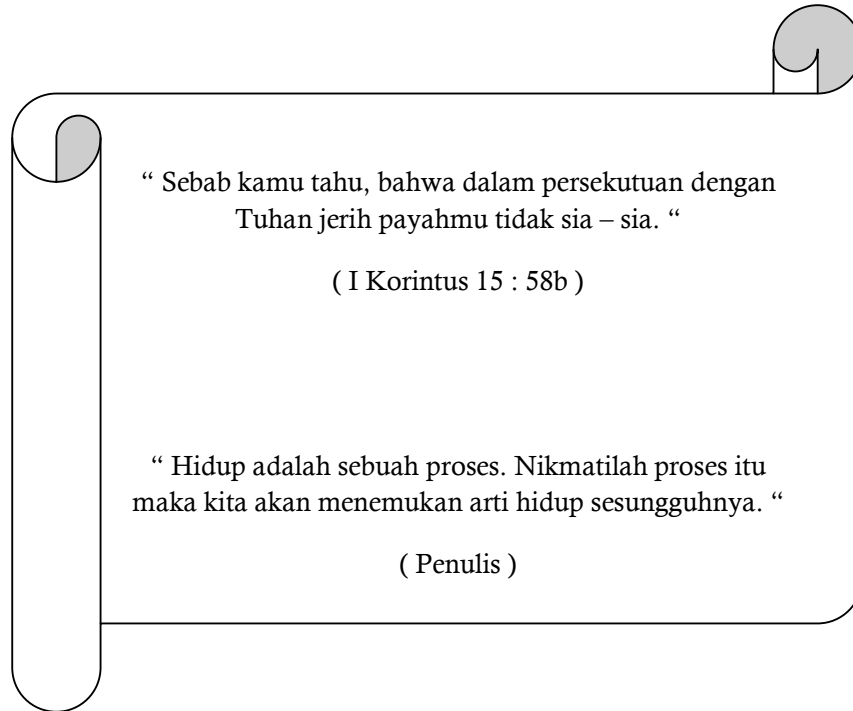 “ Sebab kamu tahu, bahwa dalam persekutuan dengan
Tuhan jerih payahmu tidak sia – sia. “
( I Korintus 15 : 58b )
“ Hidup adalah sebuah proses. Nikmatilah proses itu
maka kita akan menemukan arti hidup sesungguhnya. “
( Penulis )